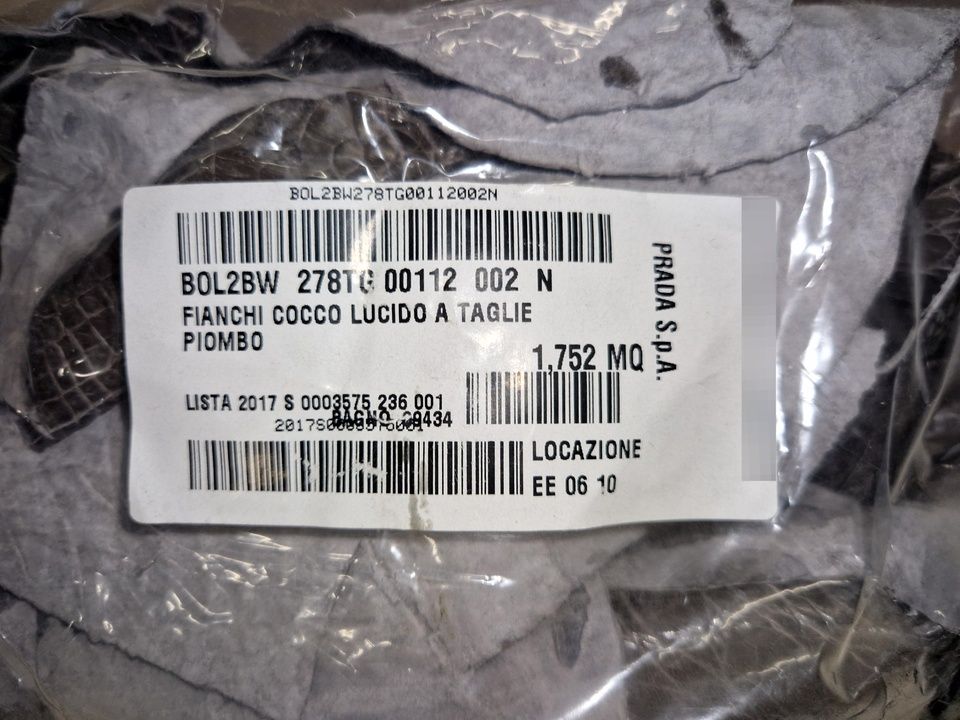 BOL2BW278TG00112002N
BOL2BW 278TG 00112 002 N
FIANCHI COCCO LUCIDO A TAGLIE
PIOMBO
1,752 MQ
LISTA 2017 S 0003575 236 001
BAGNO
LOCAZIONE
EE 06 10
PRADA S.p.A.